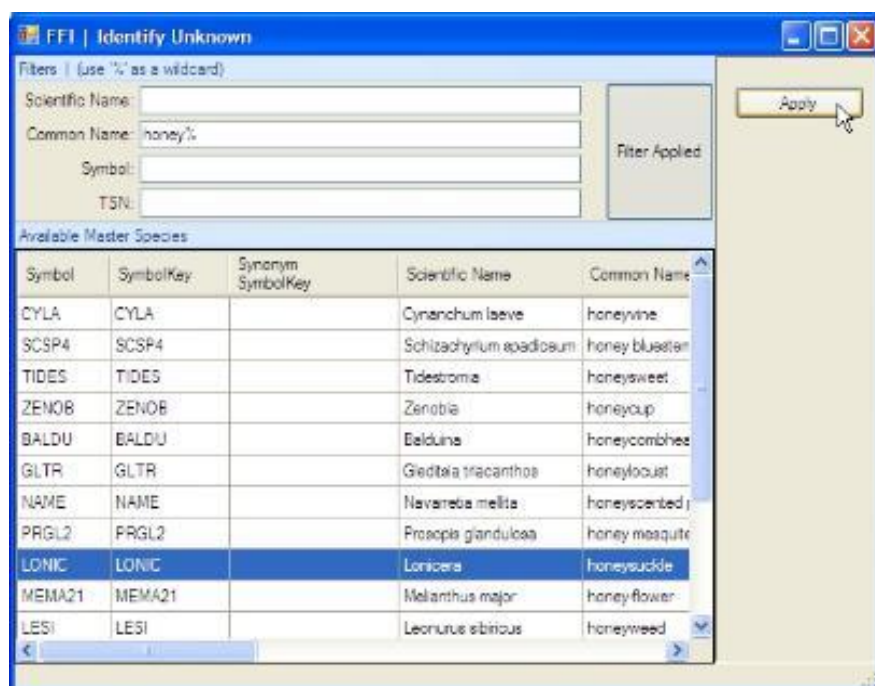 FFI | Identify Unknown
Filters | (use '%' as a wildcard)
Scientific Name:
Common Name: honey%
Symbol:
TSN:
Filter Applied
Apply
Available Master Species
Symbol SymbolKey Synonym SymbolKey Scientific Name Common Name
CYLA CYLA Cynanchum laeve honeyvine
SCSP4 SCSP4 Schizachyrium spadiceum honey bluestem
TIDES TIDES Tidestromia honeysweet
ZENOB ZENOB Zenobia honeycup
BALDU BALDU Balduina honeycombhea
GLTR GLTR Gleditsia triacanthos honeylocust
NAME NAME Navarretia mellita honeyscented p
PRGL2 PRGL2 Prosopis glandulosa honey mesquite
LONIC LONIC Lonicera honeysuckle
MEMA21 MEMA21 Melianthus major honey flower
LESI LESI Leonurus sibiricus honeyweed